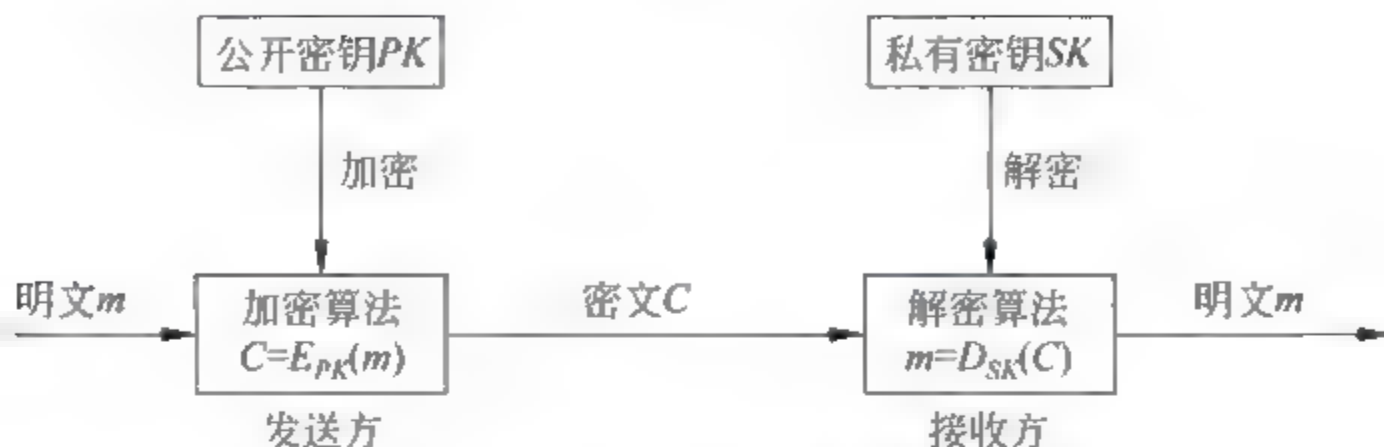 公开密钥PK
私有密钥SK
加密
解密
明文m
加密算法
C=E_PK(m)
密文C
解密算法
m=D_SK(C)
明文m
发送方
接收方